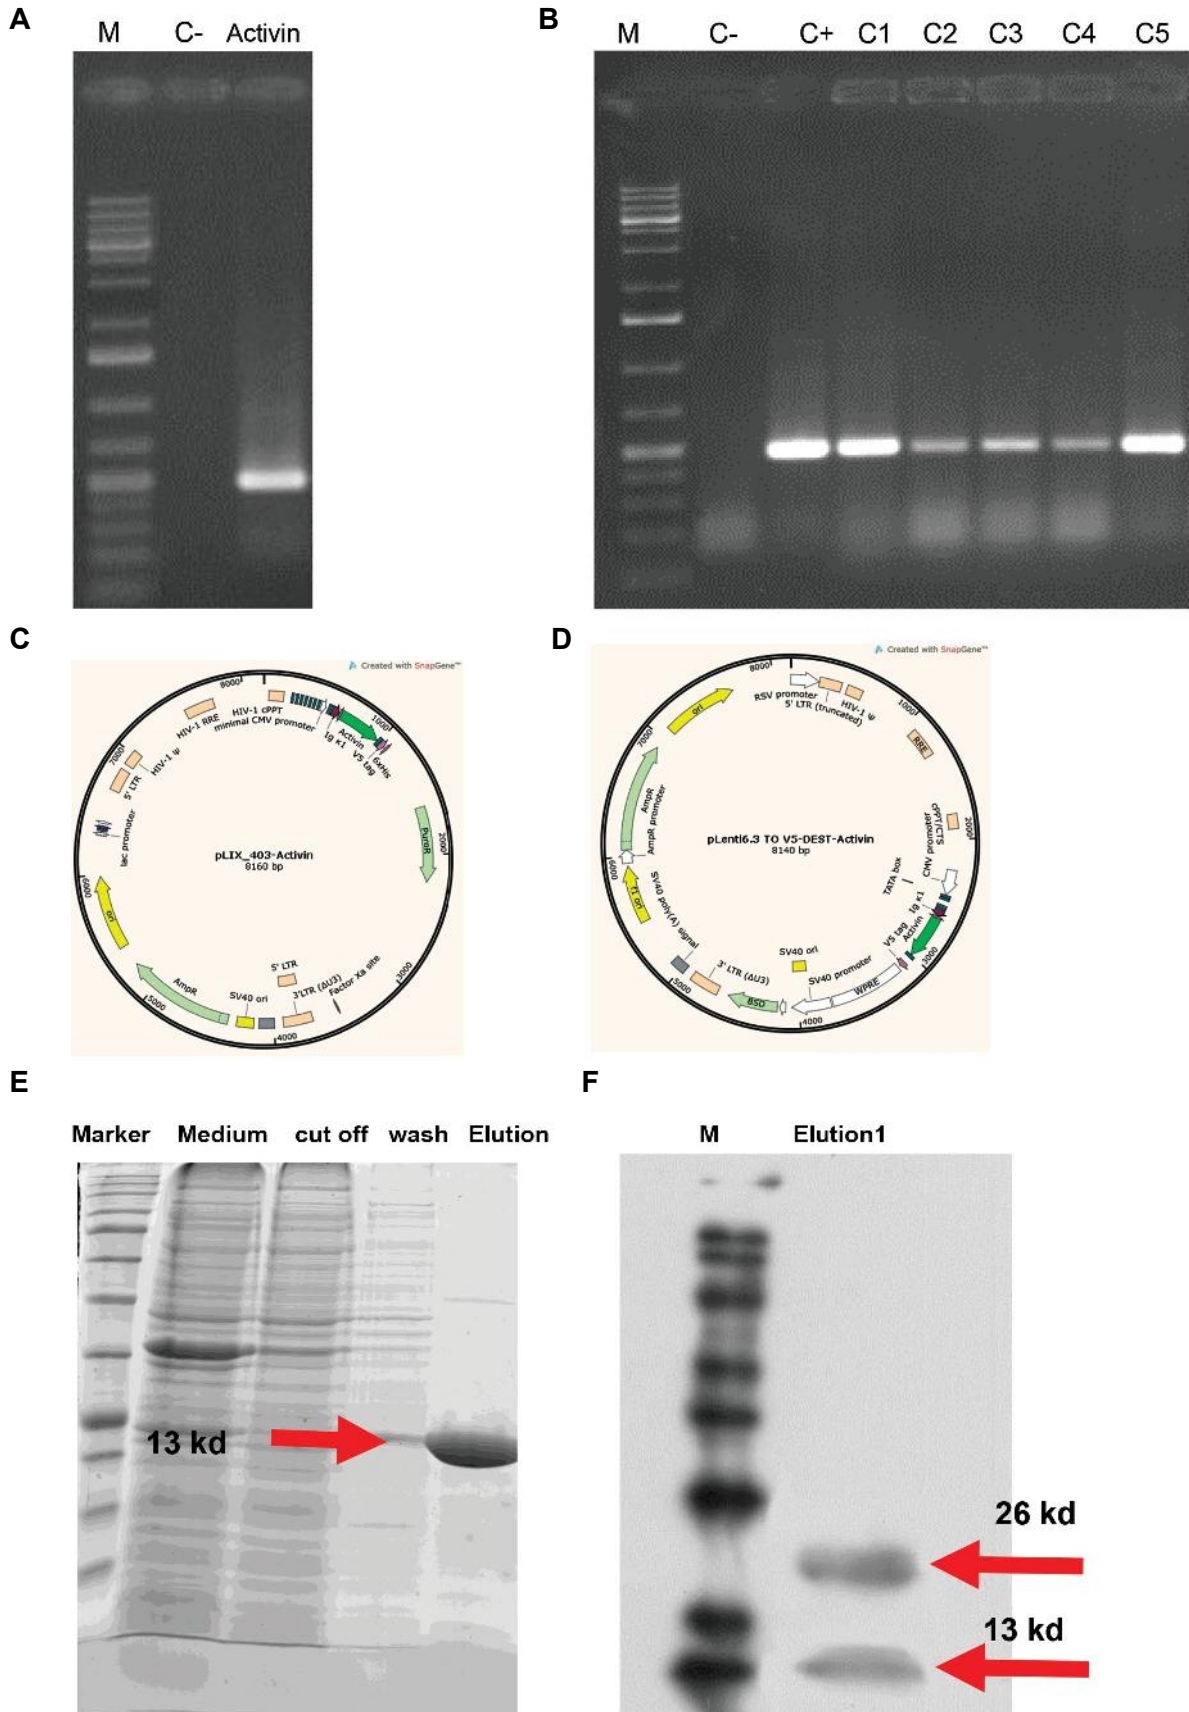 A
M C- Activin
B
M C- C+ C1 C2 C3 C4 C5
C
Created with SnapGene™
8000
1000
2000
3000
4000
5000
6000
7000
HIV-1 cPPT
minimal CMV promoter
Ig κ1
Activin
V5 tag
6xHis
PuroR
Factor Xa site
3'LTR (ΔU3)
5' LTR
SV40 ori
AmpR
ori
lac promoter
5' LTR
HIV-1 ψ
HIV-1 RRE
pLIX_403-Activin
8160 bp
D
Created with SnapGene™
8000
1000
2000
3000
4000
5000
6000
7000
RSV promoter
5' LTR (truncated)
HIV-1 ψ
RRE
cPPT/CTS
CMV promoter
TATA box
Ig κ1
Activin
V5 tag
WPRE
SV40 promoter
SV40 ori
BSD
3' LTR (ΔU3)
SV40 poly(A) signal
f1 ori
AmpR promoter
AmpR
ori
pLenti6.3 TO V5-DEST-Activin
8140 bp
E
Marker Medium cut off wash Elution
13 kd
F
M Elution1
26 kd
13 kd